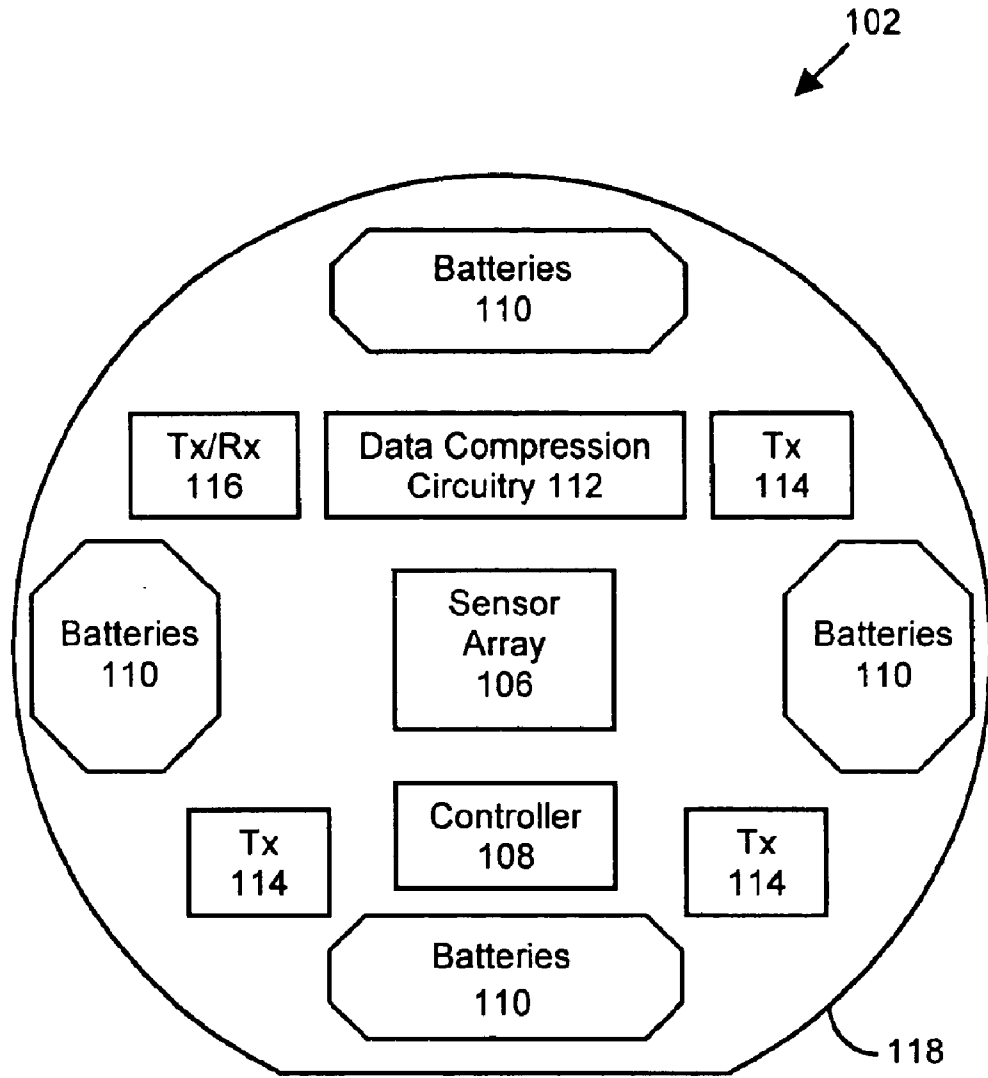 102
Batteries
110
Tx/Rx
116
Data Compression
Circuitry 112
Tx
114
Batteries
110
Sensor
Array
106
Batteries
110
Tx
114
Controller
108
Tx
114
Batteries
110
118